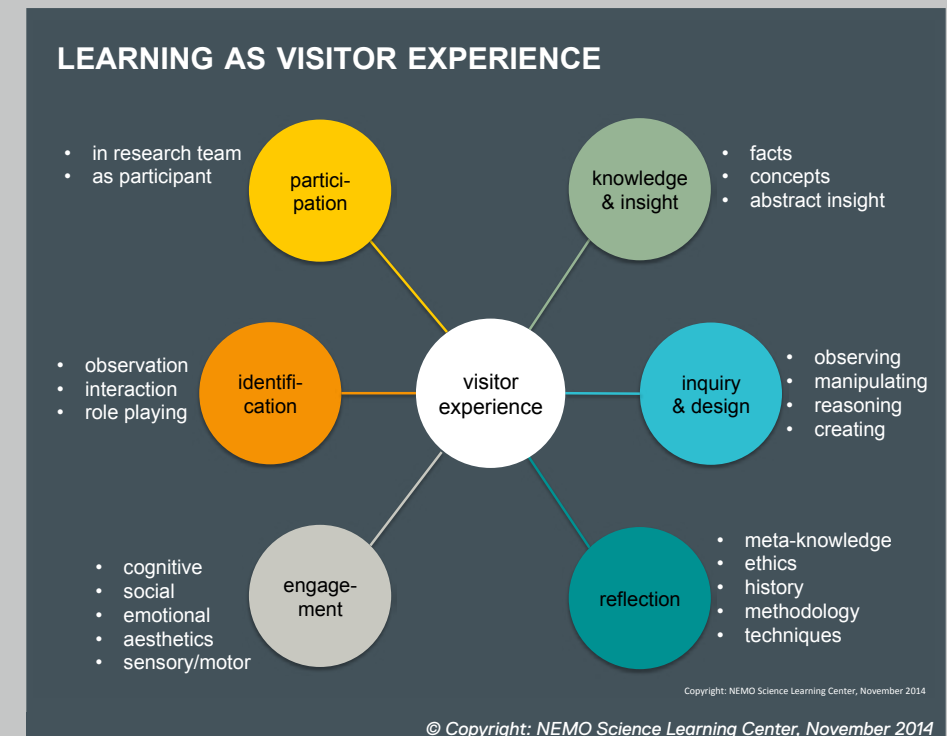 LEARNING AS VISITOR EXPERIENCE
• in research team
• as participant
partici-
pation
knowledge
& insight
• facts
• concepts
• abstract insight
• observation
• interaction
• role playing
identifi-
cation
visitor
experience
inquiry
& design
• observing
• manipulating
• reasoning
• creating
• cognitive
• social
• emotional
• aesthetics
• sensory/motor
engage-
ment
reflection
• meta-knowledge
• ethics
• history
• methodology
• techniques
Copyright: NEMO Science Learning Center, November 2014
© Copyright: NEMO Science Learning Center, November 2014